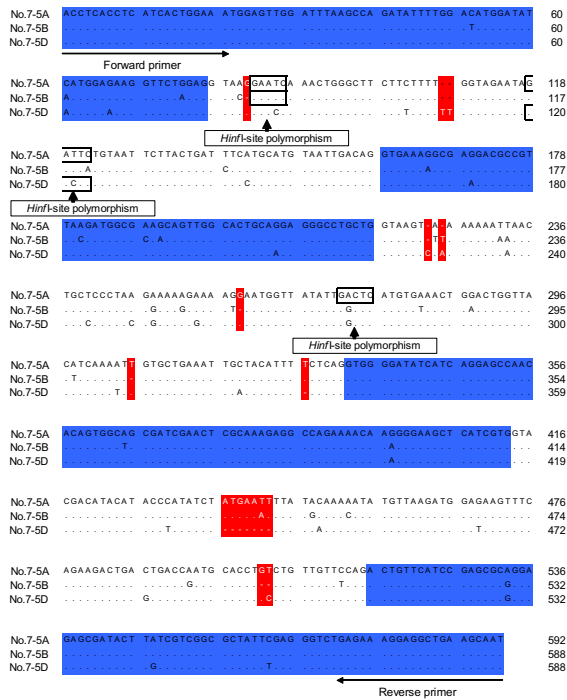 No.7-5A ACCTCACCTC ATCACTGGAA ATGGAGTTGG ATTTAAGCCA GATATTTTGG ACATGGATAT 60
No.7-5B .......... .......... .......... .......... .......... ..T....... 60
No.7-5D .......... .......... .......... .......... .......... .......... 60
Forward primer
No.7-5A CATGGAGAAG GTTCTGGAGG TAAGGGAATC AAACTGGGCT TCTTCTTT-- GGTAGAATAG 118
No.7-5B A......... ......A... ..C-...... .......... ........-- .......... 117
No.7-5D A.....A... .......... .......C.. .......... ...T....TT .......... 120
HinfI-site polymorphism
No.7-5A ATTCTGTAAT TCTTACTGAT TTCATGCATG TAATTGACAG GTGAAAGGCG AGGACGCCGT 178
No.7-5B ...A...... .......... C......... .......... ......A... .......... 177
No.7-5D .C........ .......... ...C...... .......... .......... ..A....... 180
HinfI-site polymorphism
No.7-5A TAAGATGGCG AAGCAGTTGG CACTGCAGGA GGGCCTGCTG GTAAGT-A-A AAAAATTAAC 236
No.7-5B ..C....... .C.A...... .......... .......... ......-TT. ......AA.. 236
No.7-5D .......... .......... .......A.. .......... ......C.A. ......A... 240
No.7-5A TGCTCCCTAA GAAAAAGAAA AGGAATGGTT ATATTGACTC ATGTGAAACT GGACTGGTTA 296
No.7-5B .......... ..G...G... T..-...... ......G... ......T... ..A....... 295
No.7-5D ...C...C.. G......... .......... ......G... .......... .......... 300
HinfI-site polymorphism
No.7-5A CATCAAAATT TGTGCTGAAT TGCTACATTT TCTCAGGTGG GGATATCATC AGGAGCCAAC 356
No.7-5B .T.......- .......... .......... -......... .......... .......... 354
No.7-5D .......T.- .......... ..A....... -......... .......... .......... 359
No.7-5A ACAGTGGCAG CGATCGAACT CGCAAAGAGG CCAGAAAACA AGGGGAAGCT CATCGTGGTA 416
No.7-5B ........T. .......... .......... .......... .A........ .......... 414
No.7-5D .......... .......... .......... .......... .A........ .......... 419
No.7-5A CGACATACAT ACCCATATCT ATGAATTTTA TACAAAAATA TGTTAAGATG GAGAAGTTTC 476
No.7-5B .......... .......... .....A.... ..G....C.. .......... .......... 474
No.7-5D .......... ....T..... -------... ...A...... .......... ...T...... 472
No.7-5A AGAAGACTGA CTGACCAATG CACCTGTCTG TTGTTCCAGA CTGTTCATCC GAGCGCAGGA 536
No.7-5B .......... ...G...... .....--... .....T.... .......... .......G.. 532
No.7-5D .......... .G........ .....-C... .......... .......... .......G.. 532
No.7-5A GAGCGATACT TATCGTCGGC GCTATTCGAG GGGTCTGAGAA AGGAGGCTGA AGCAAT 592
No.7-5B .......... .......... .......... .......... .......... ...... 588
No.7-5D .......... .G........ ......T... .......... .......... ...... 588
Reverse primer